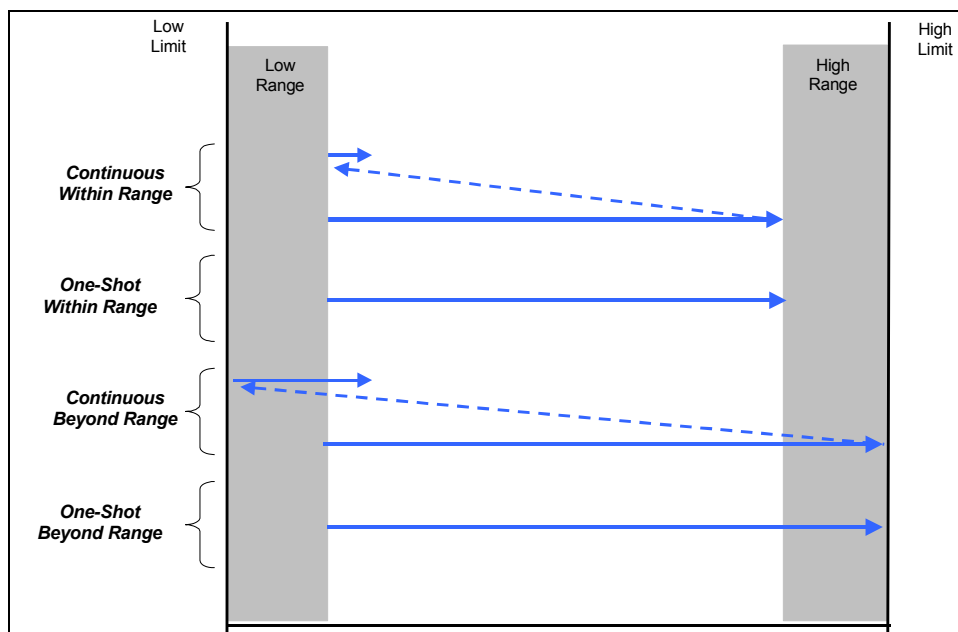 Low
Limit
High
Limit
Low
Range
High
Range
Continuous
Within Range
One-Shot
Within Range
Continuous
Beyond Range
One-Shot
Beyond Range